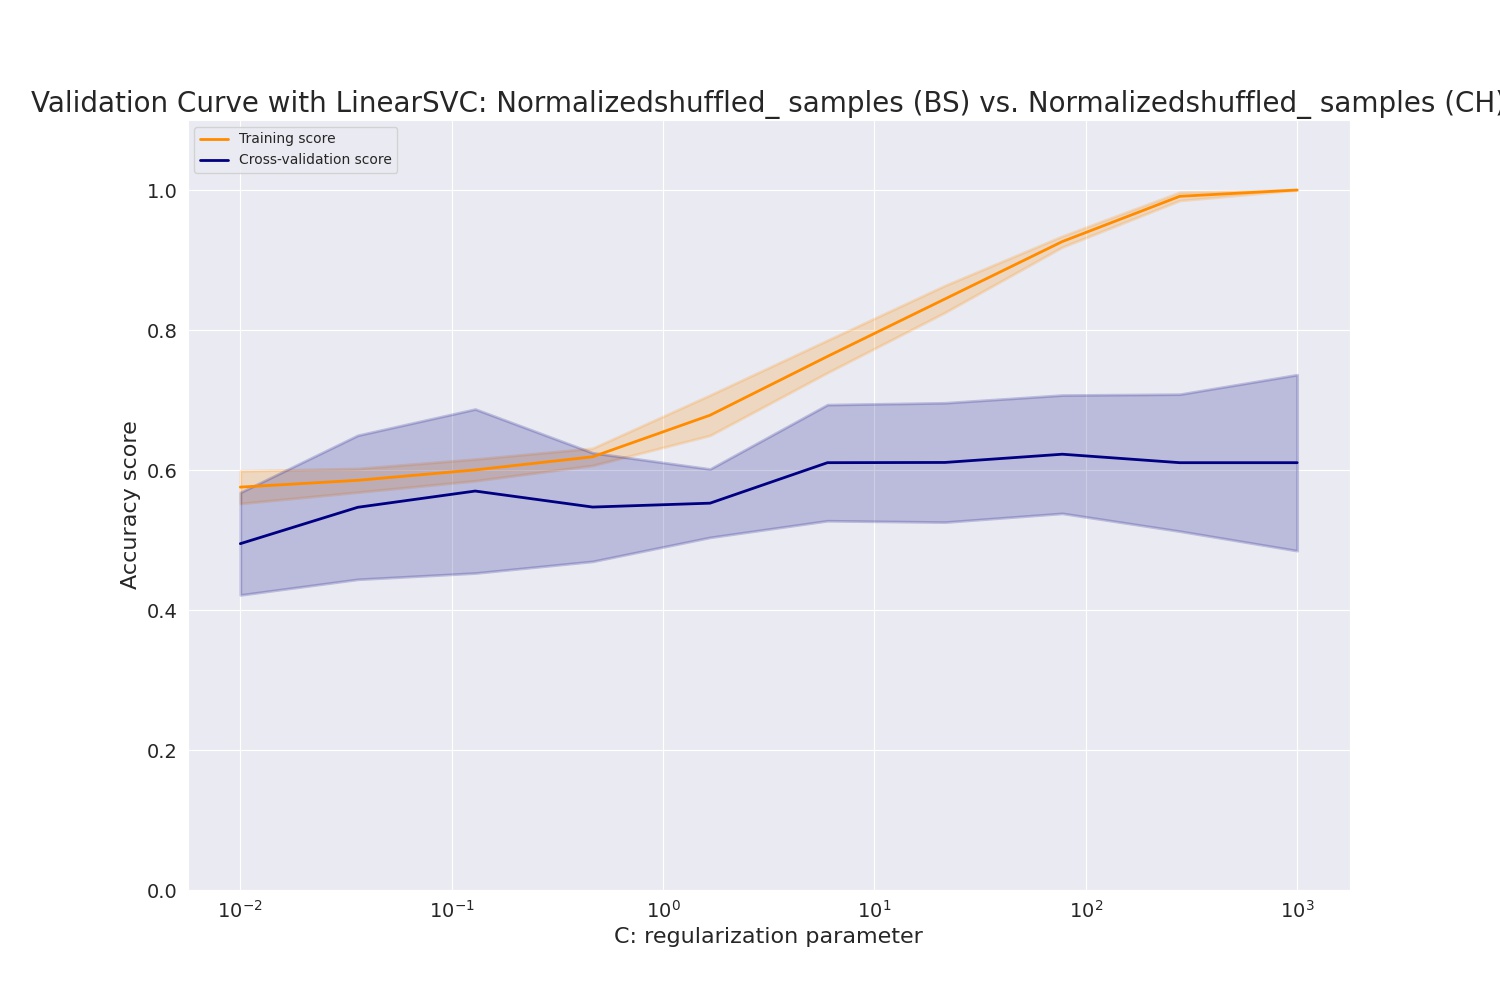 Validation Curve with LinearSVC: Normalizedshuffled_ samples (BS) vs. Normalizedshuffled_ samples (CH)
Training score
Cross-validation score
1.0
0.8
0.6
0.4
0.2
0.0
Accuracy score
10⁻² 10⁻¹ 10⁰ 10¹ 10² 10³
C: regularization parameter